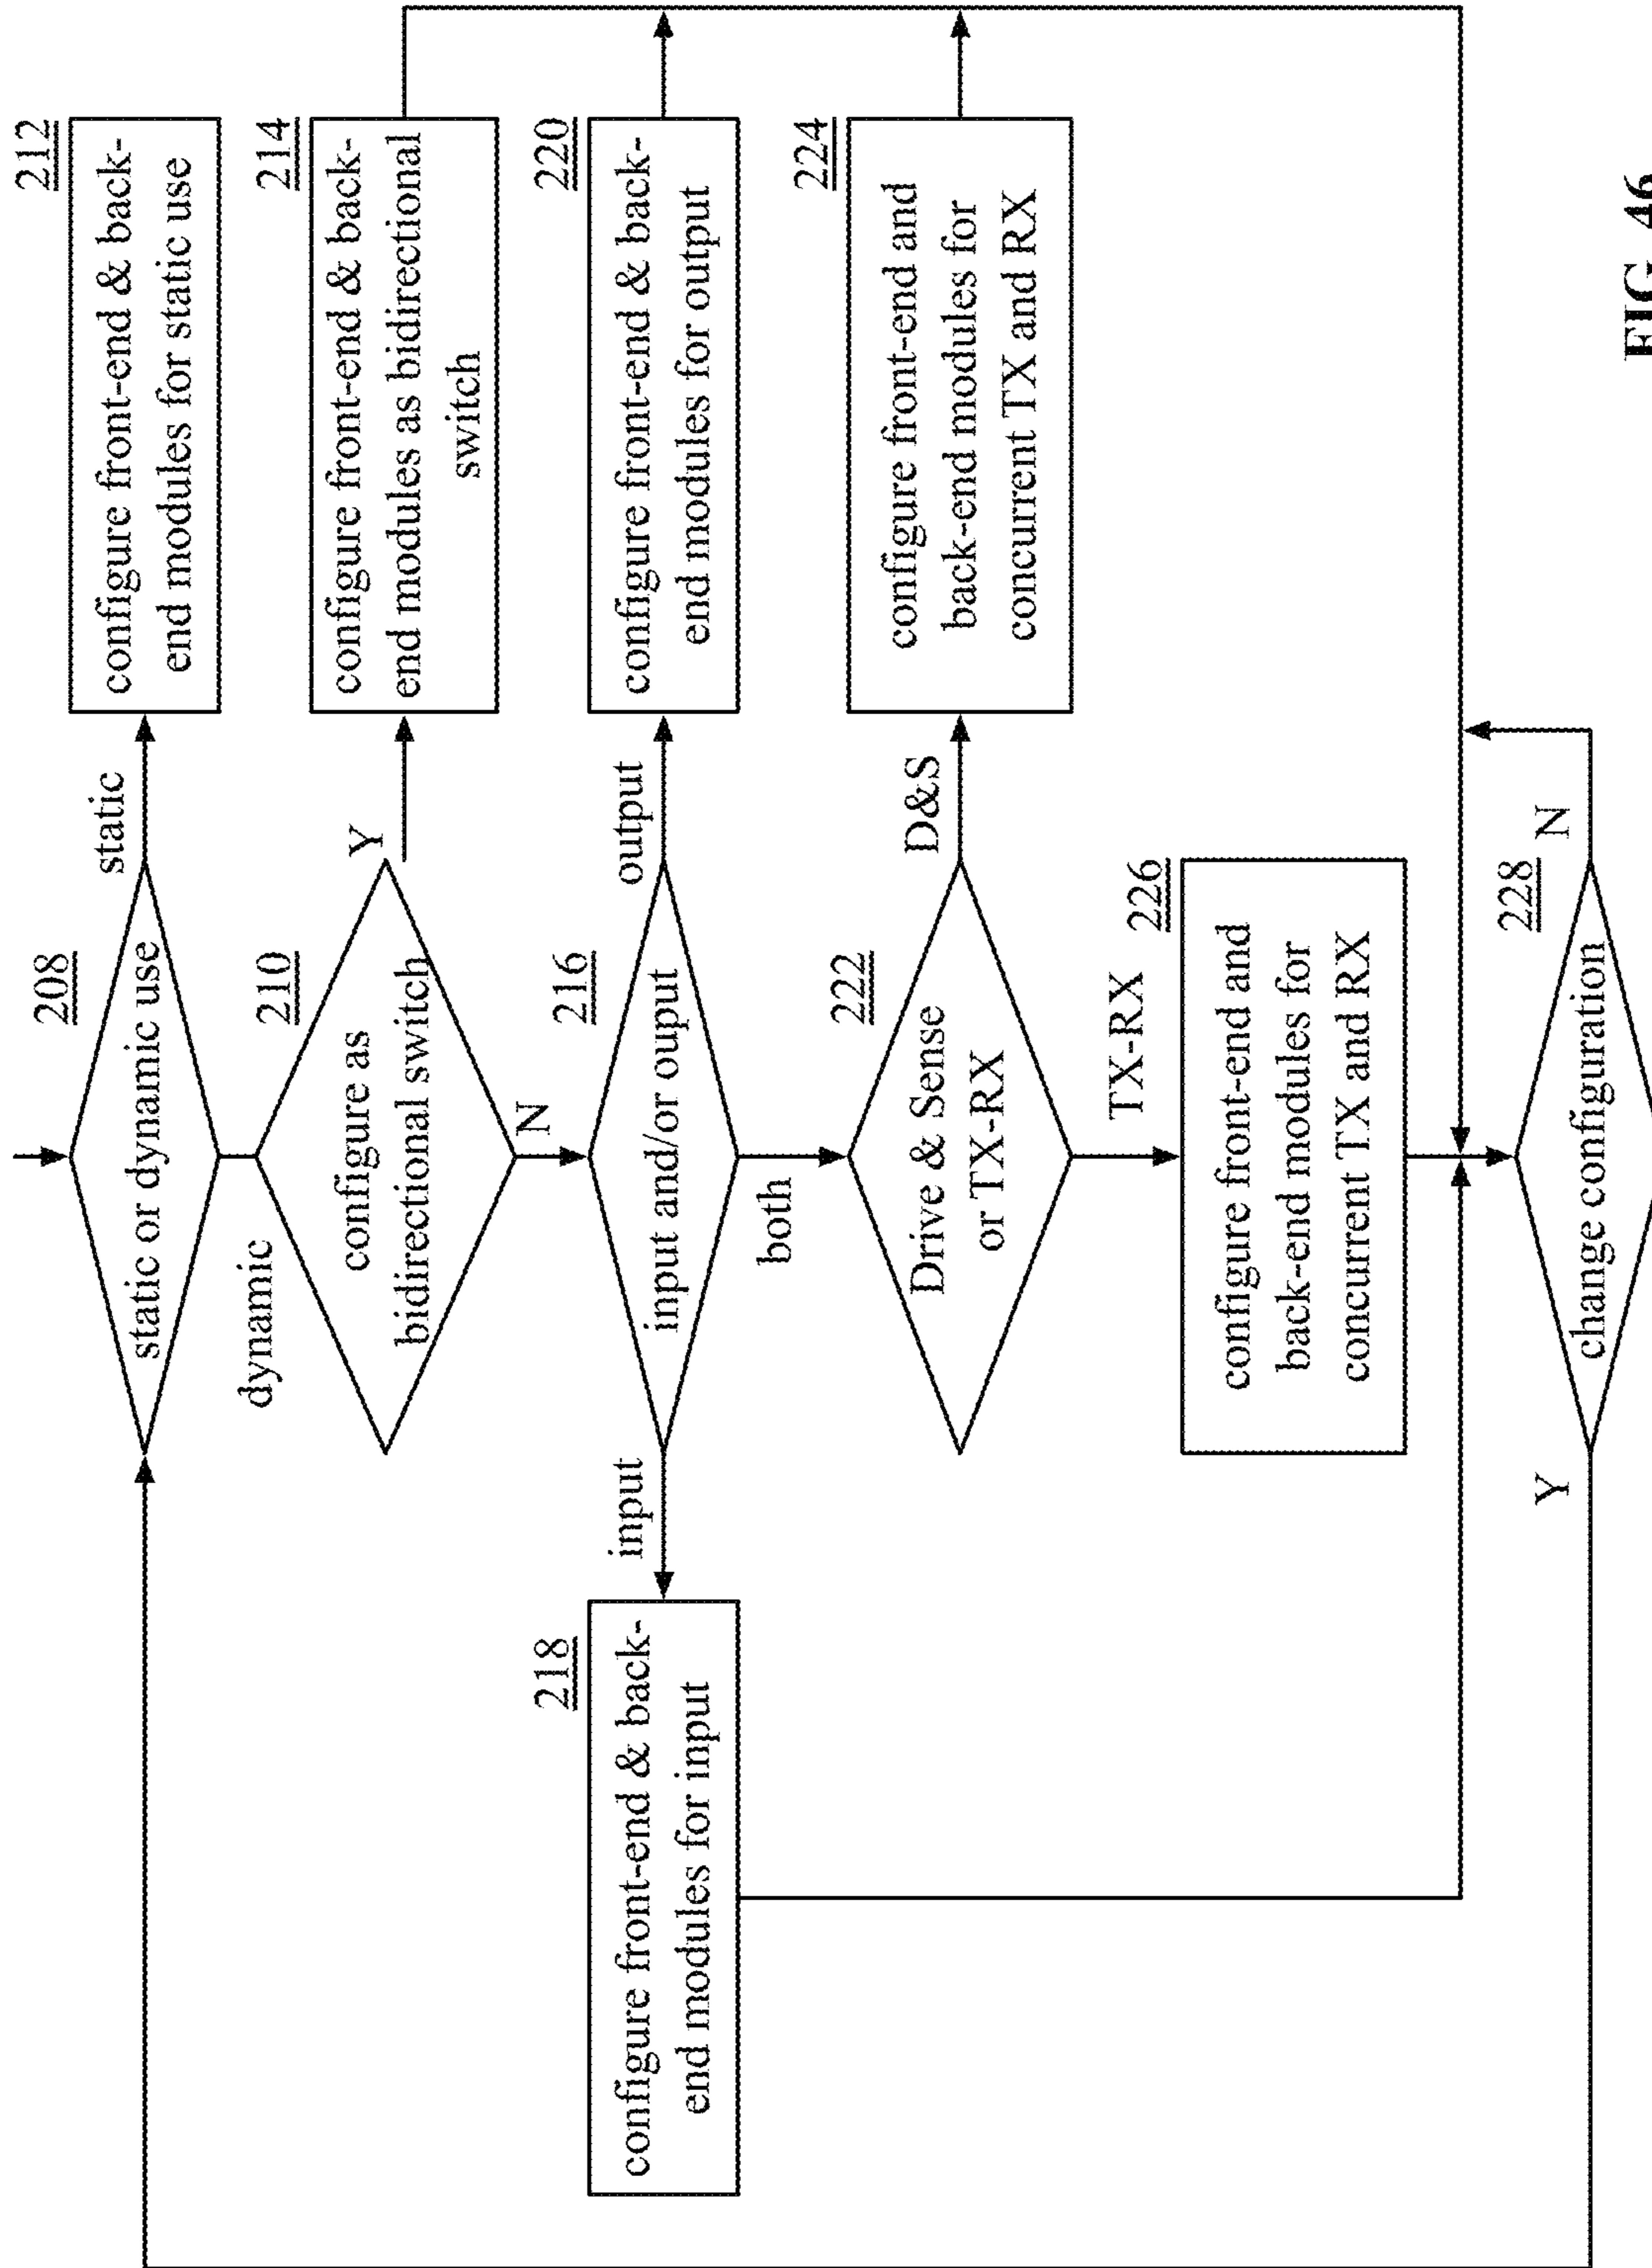 208
static or dynamic use
static
212
configure front-end & back-
end modules for static use
dynamic
210
configure as
bidirectional switch
Y
214
configure front-end & back-
end modules as bidirectional
switch
N
216
input and/or ouput
input
218
configure front-end & back-
end modules for input
output
220
configure front-end & back-
end modules for output
both
222
Drive & Sense
or TX-RX
D&S
224
configure front-end and
back-end modules for
concurrent TX and RX
TX-RX
226
configure front-end and
back-end modules for
concurrent TX and RX
228
change configuration
Y
N
FIG. 46